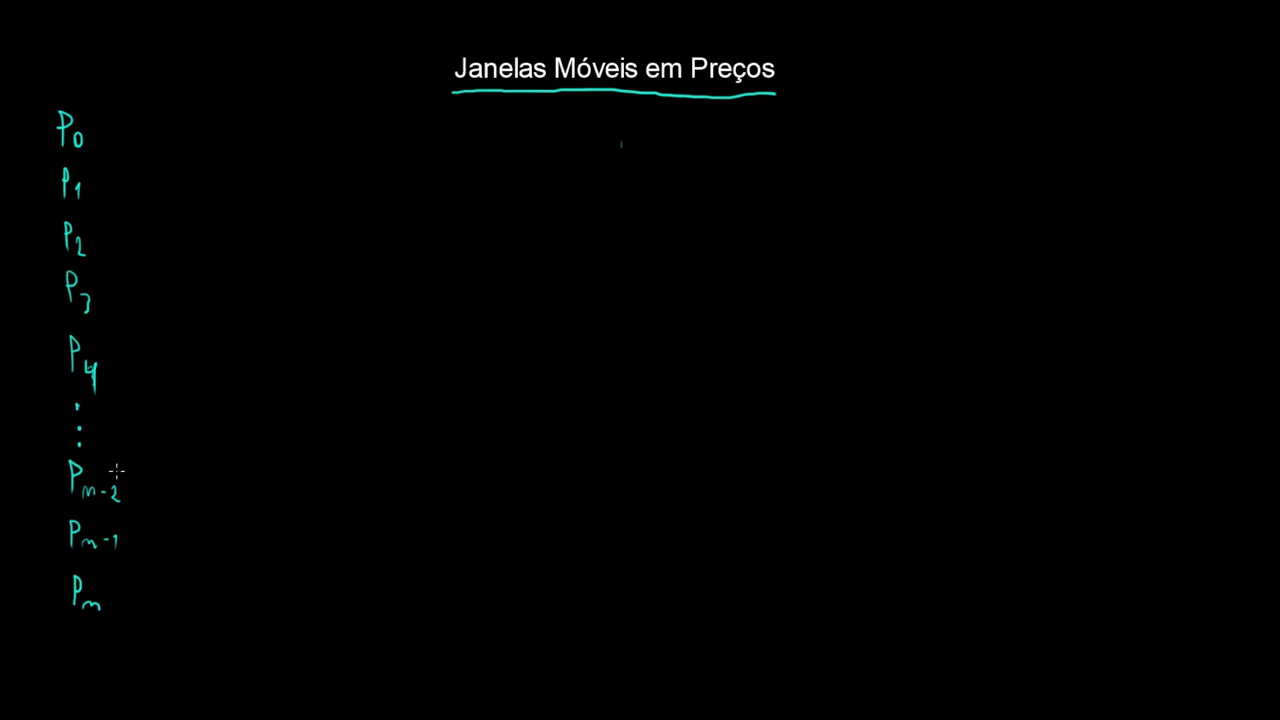 Janelas Móveis em Preços
P0
P1
P2
P3
P4
⋮
Pn-2
Pn-1
Pn